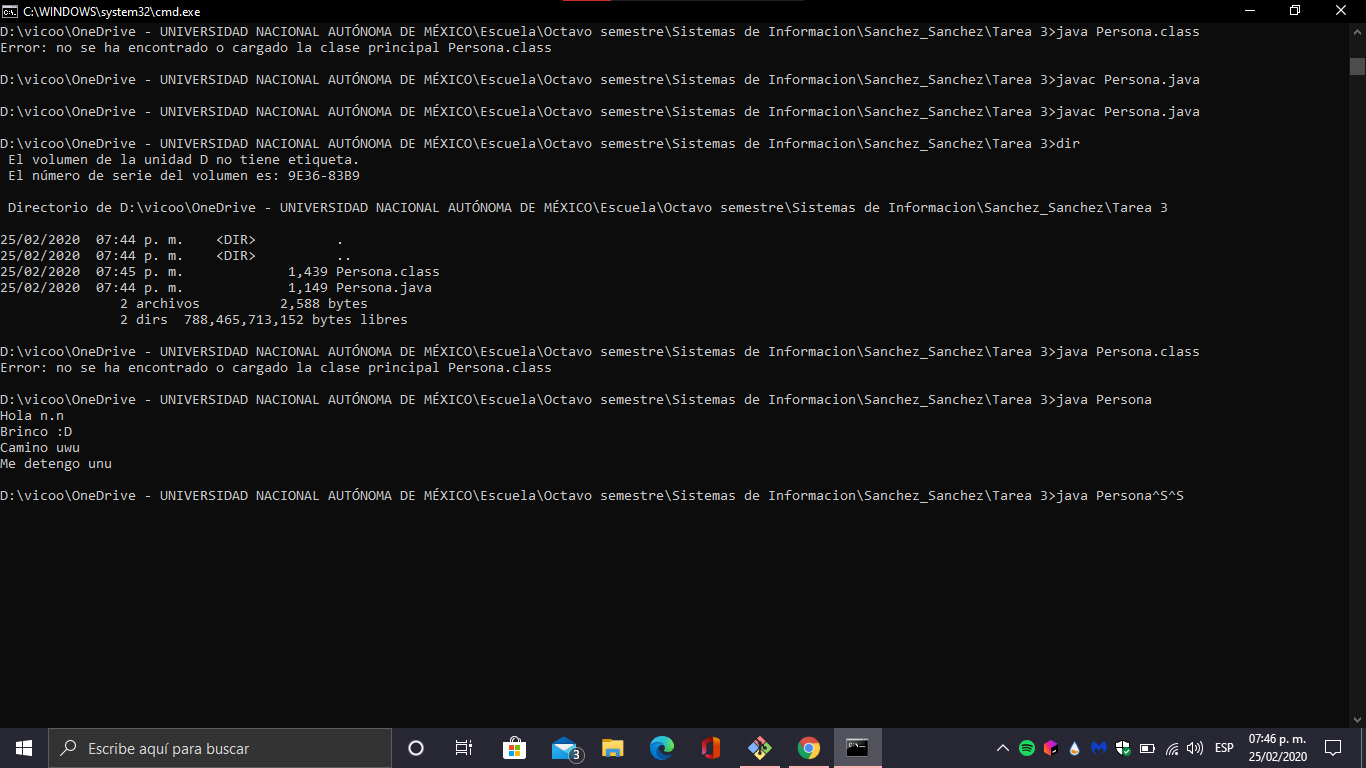 C:\WINDOWS\system32\cmd.exe
D:\vicoo\OneDrive - UNIVERSIDAD NACIONAL AUTÓNOMA DE MÉXICO\Escuela\Octavo semestre\Sistemas de Informacion\Sanchez_Sanchez\Tarea 3>java Persona.class
Error: no se ha encontrado o cargado la clase principal Persona.class
D:\vicoo\OneDrive - UNIVERSIDAD NACIONAL AUTÓNOMA DE MÉXICO\Escuela\Octavo semestre\Sistemas de Informacion\Sanchez_Sanchez\Tarea 3>javac Persona.java
D:\vicoo\OneDrive - UNIVERSIDAD NACIONAL AUTÓNOMA DE MÉXICO\Escuela\Octavo semestre\Sistemas de Informacion\Sanchez_Sanchez\Tarea 3>javac Persona.java
D:\vicoo\OneDrive - UNIVERSIDAD NACIONAL AUTÓNOMA DE MÉXICO\Escuela\Octavo semestre\Sistemas de Informacion\Sanchez_Sanchez\Tarea 3>dir
El volumen de la unidad D no tiene etiqueta.
El número de serie del volumen es: 9E36-83B9
Directorio de D:\vicoo\OneDrive - UNIVERSIDAD NACIONAL AUTÓNOMA DE MÉXICO\Escuela\Octavo semestre\Sistemas de Informacion\Sanchez_Sanchez\Tarea 3
25/02/2020  07:44 p. m.    <DIR>          .
25/02/2020  07:44 p. m.    <DIR>          ..
25/02/2020  07:45 p. m.             1,439 Persona.class
25/02/2020  07:44 p. m.             1,149 Persona.java
2 archivos          2,588 bytes
2 dirs  788,465,713,152 bytes libres
D:\vicoo\OneDrive - UNIVERSIDAD NACIONAL AUTÓNOMA DE MÉXICO\Escuela\Octavo semestre\Sistemas de Informacion\Sanchez_Sanchez\Tarea 3>java Persona.class
Error: no se ha encontrado o cargado la clase principal Persona.class
D:\vicoo\OneDrive - UNIVERSIDAD NACIONAL AUTÓNOMA DE MÉXICO\Escuela\Octavo semestre\Sistemas de Informacion\Sanchez_Sanchez\Tarea 3>java Persona
Hola n.n
Brinco :D
Camino uwu
Me detengo unu
D:\vicoo\OneDrive - UNIVERSIDAD NACIONAL AUTÓNOMA DE MÉXICO\Escuela\Octavo semestre\Sistemas de Informacion\Sanchez_Sanchez\Tarea 3>java Persona^S^S
Escribe aquí para buscar
3
ESP
07:46 p. m.
25/02/2020